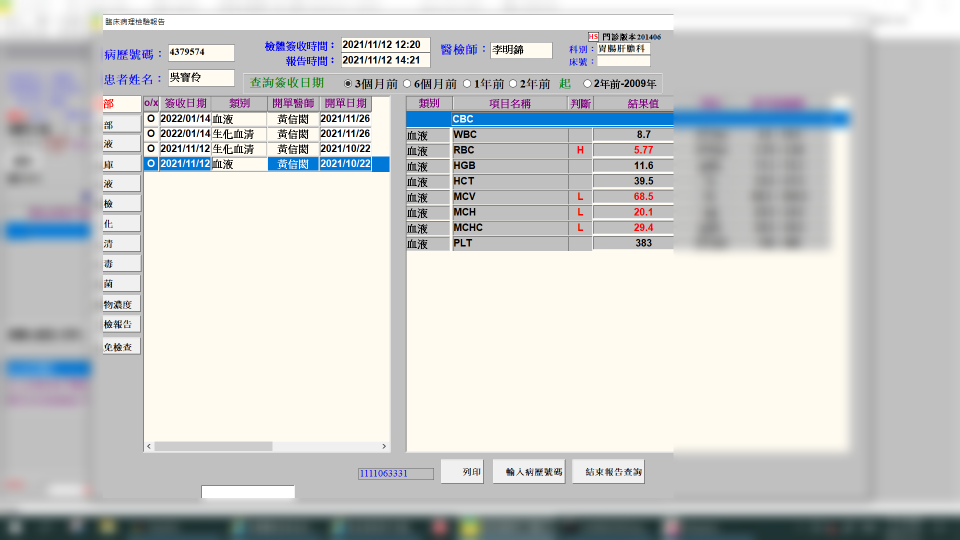 臨床病理檢驗報告
HS 門診版本201406
病歷號碼： 4379574 檢體簽收時間： 2021/11/12 12:20 醫檢師： 李明錦 科別： 胃腸肝膽科
報告時間： 2021/11/12 14:21 床號：
患者姓名： 吳寶伶 查詢簽收日期 3個月前 6個月前 1年前 2年前 起 2年前-2009年
部 o/x 簽收日期 類別 開單醫師 開單日期
部 O 2022/01/14 血液 黃信閎 2021/11/26
O 2022/01/14 生化血清 黃信閎 2021/11/26
液 O 2021/11/12 生化血清 黃信閎 2021/10/22
庫 O 2021/11/12 血液 黃信閎 2021/10/22
液
檢
化
清
毒
菌
物濃度
檢報告
免檢查
類別 項目名稱 判斷 結果值
CBC
血液 WBC 8.7
血液 RBC H 5.77
血液 HGB 11.6
血液 HCT 39.5
血液 MCV L 68.5
血液 MCH L 20.1
血液 MCHC L 29.4
血液 PLT 383
1111063331 列印 輸入病歷號碼 結束報告查詢